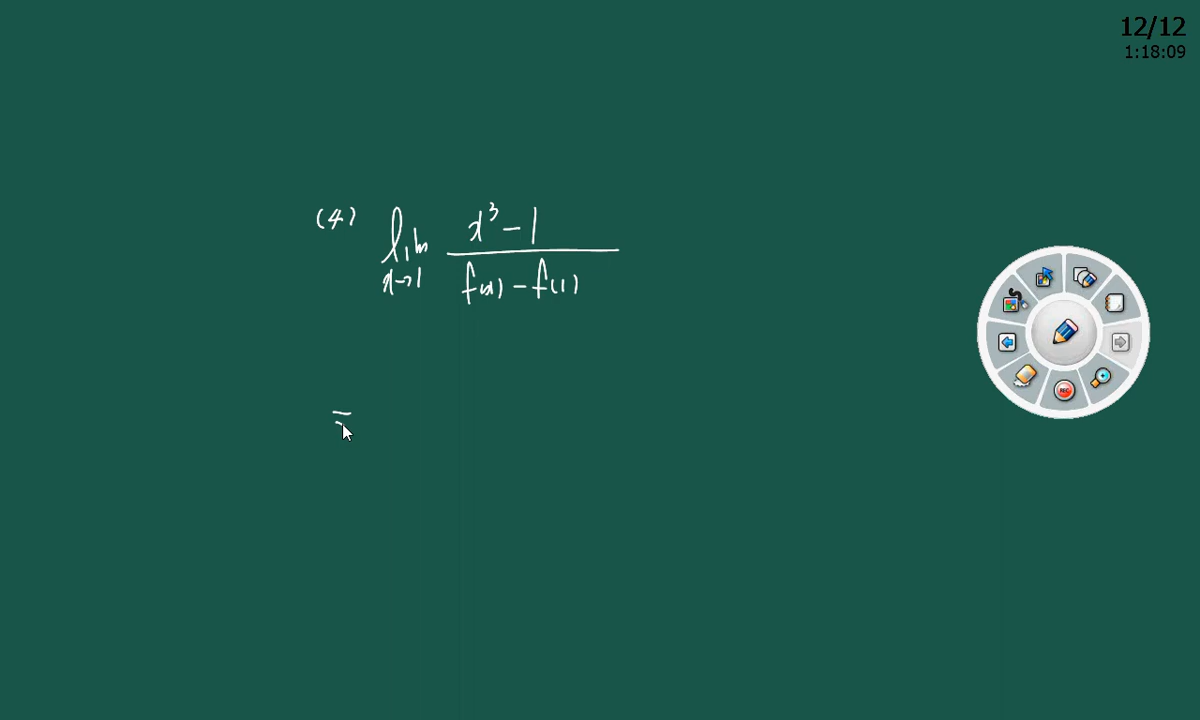 12/12
1:18:09
(4) lim x→1 (x³ - 1) / (f(x) - f(1))
=